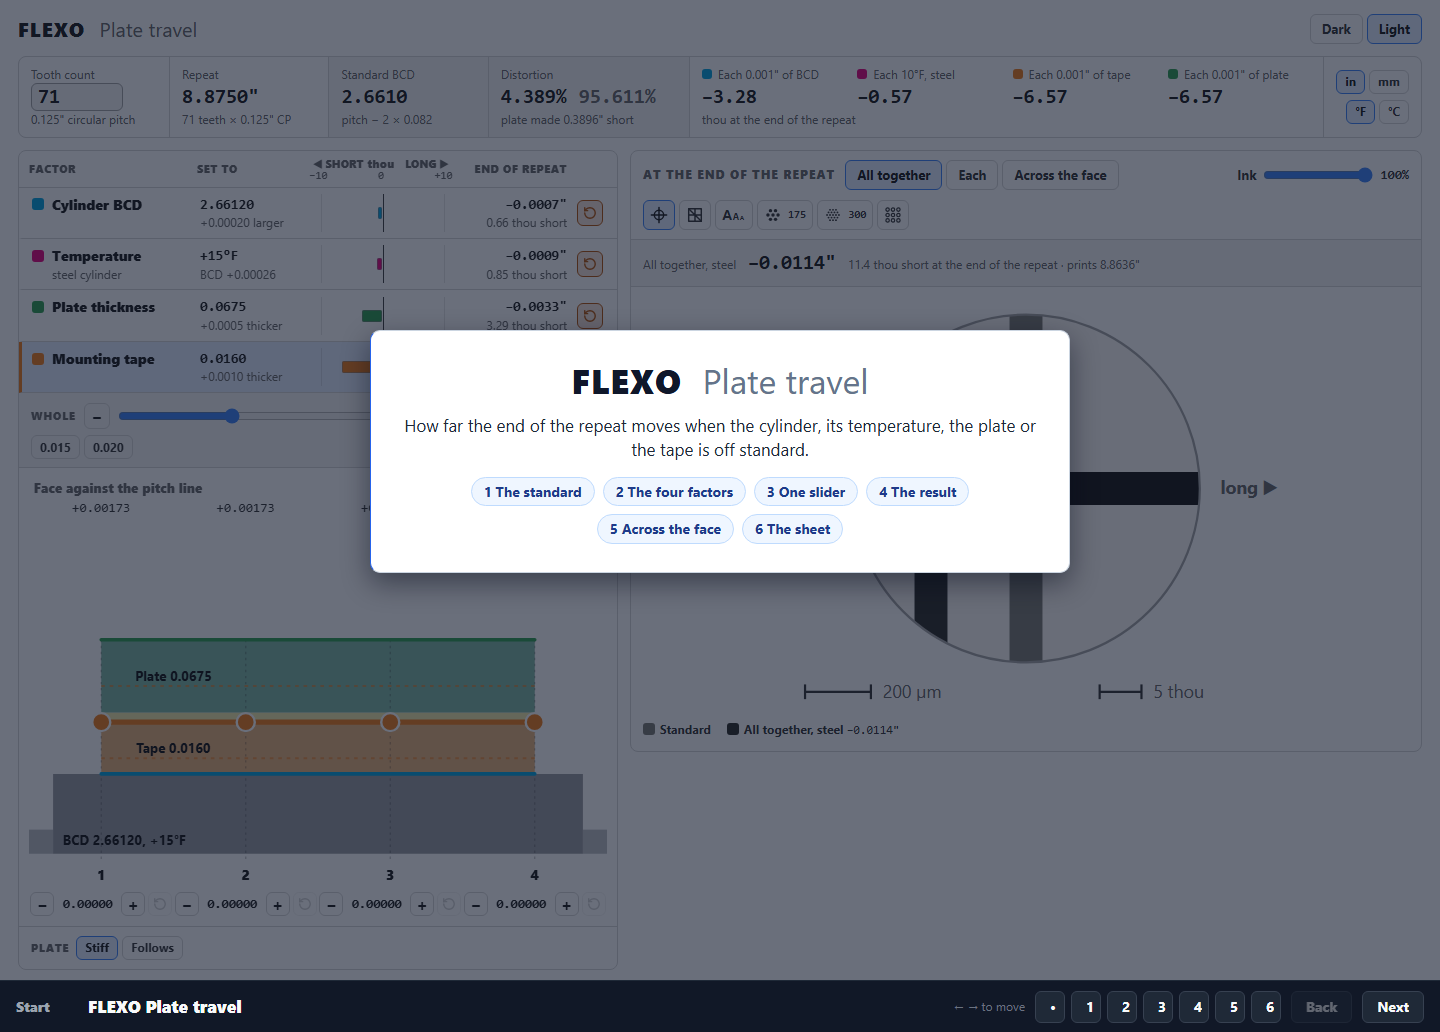 FLEXO Plate travel
Dark Light
Tooth count
71
0.125" circular pitch
Repeat
8.8750"
71 teeth × 0.125" CP
Standard BCD
2.6610
pitch − 2 × 0.082
Distortion
4.389% 95.611%
plate made 0.3896" short
Each 0.001" of BCD
−3.28
Each 10°F, steel
−0.57
Each 0.001" of tape
−6.57
Each 0.001" of plate
−6.57
thou at the end of the repeat
in mm
°F °C
FACTOR SET TO ◀ SHORT thou LONG ▶ END OF REPEAT
−10 0 +10
Cylinder BCD 2.66120 −0.0007"
+0.00020 larger 0.66 thou short
Temperature +15°F −0.0009"
steel cylinder BCD +0.00026 0.85 thou short
Plate thickness 0.0675 −0.0033"
+0.0005 thicker 3.29 thou short
Mounting tape 0.0160
+0.0010 thicker
WHOLE −
0.015 0.020
Face against the pitch line
+0.00173 +0.00173
Plate 0.0675
Tape 0.0160
BCD 2.66120, +15°F
1 2 3 4
− 0.00000 + − 0.00000 + − 0.00000 + − 0.00000 +
PLATE Stiff Follows
AT THE END OF THE REPEAT All together Each Across the face Ink 100%
AAA 175 300
All together, steel −0.0114" 11.4 thou short at the end of the repeat · prints 8.8636"
long ▶
200 µm 5 thou
Standard All together, steel −0.0114"
FLEXO Plate travel
How far the end of the repeat moves when the cylinder, its temperature, the plate or
the tape is off standard.
1 The standard 2 The four factors 3 One slider 4 The result
5 Across the face 6 The sheet
Start FLEXO Plate travel ← → to move • 1 2 3 4 5 6 Back Next